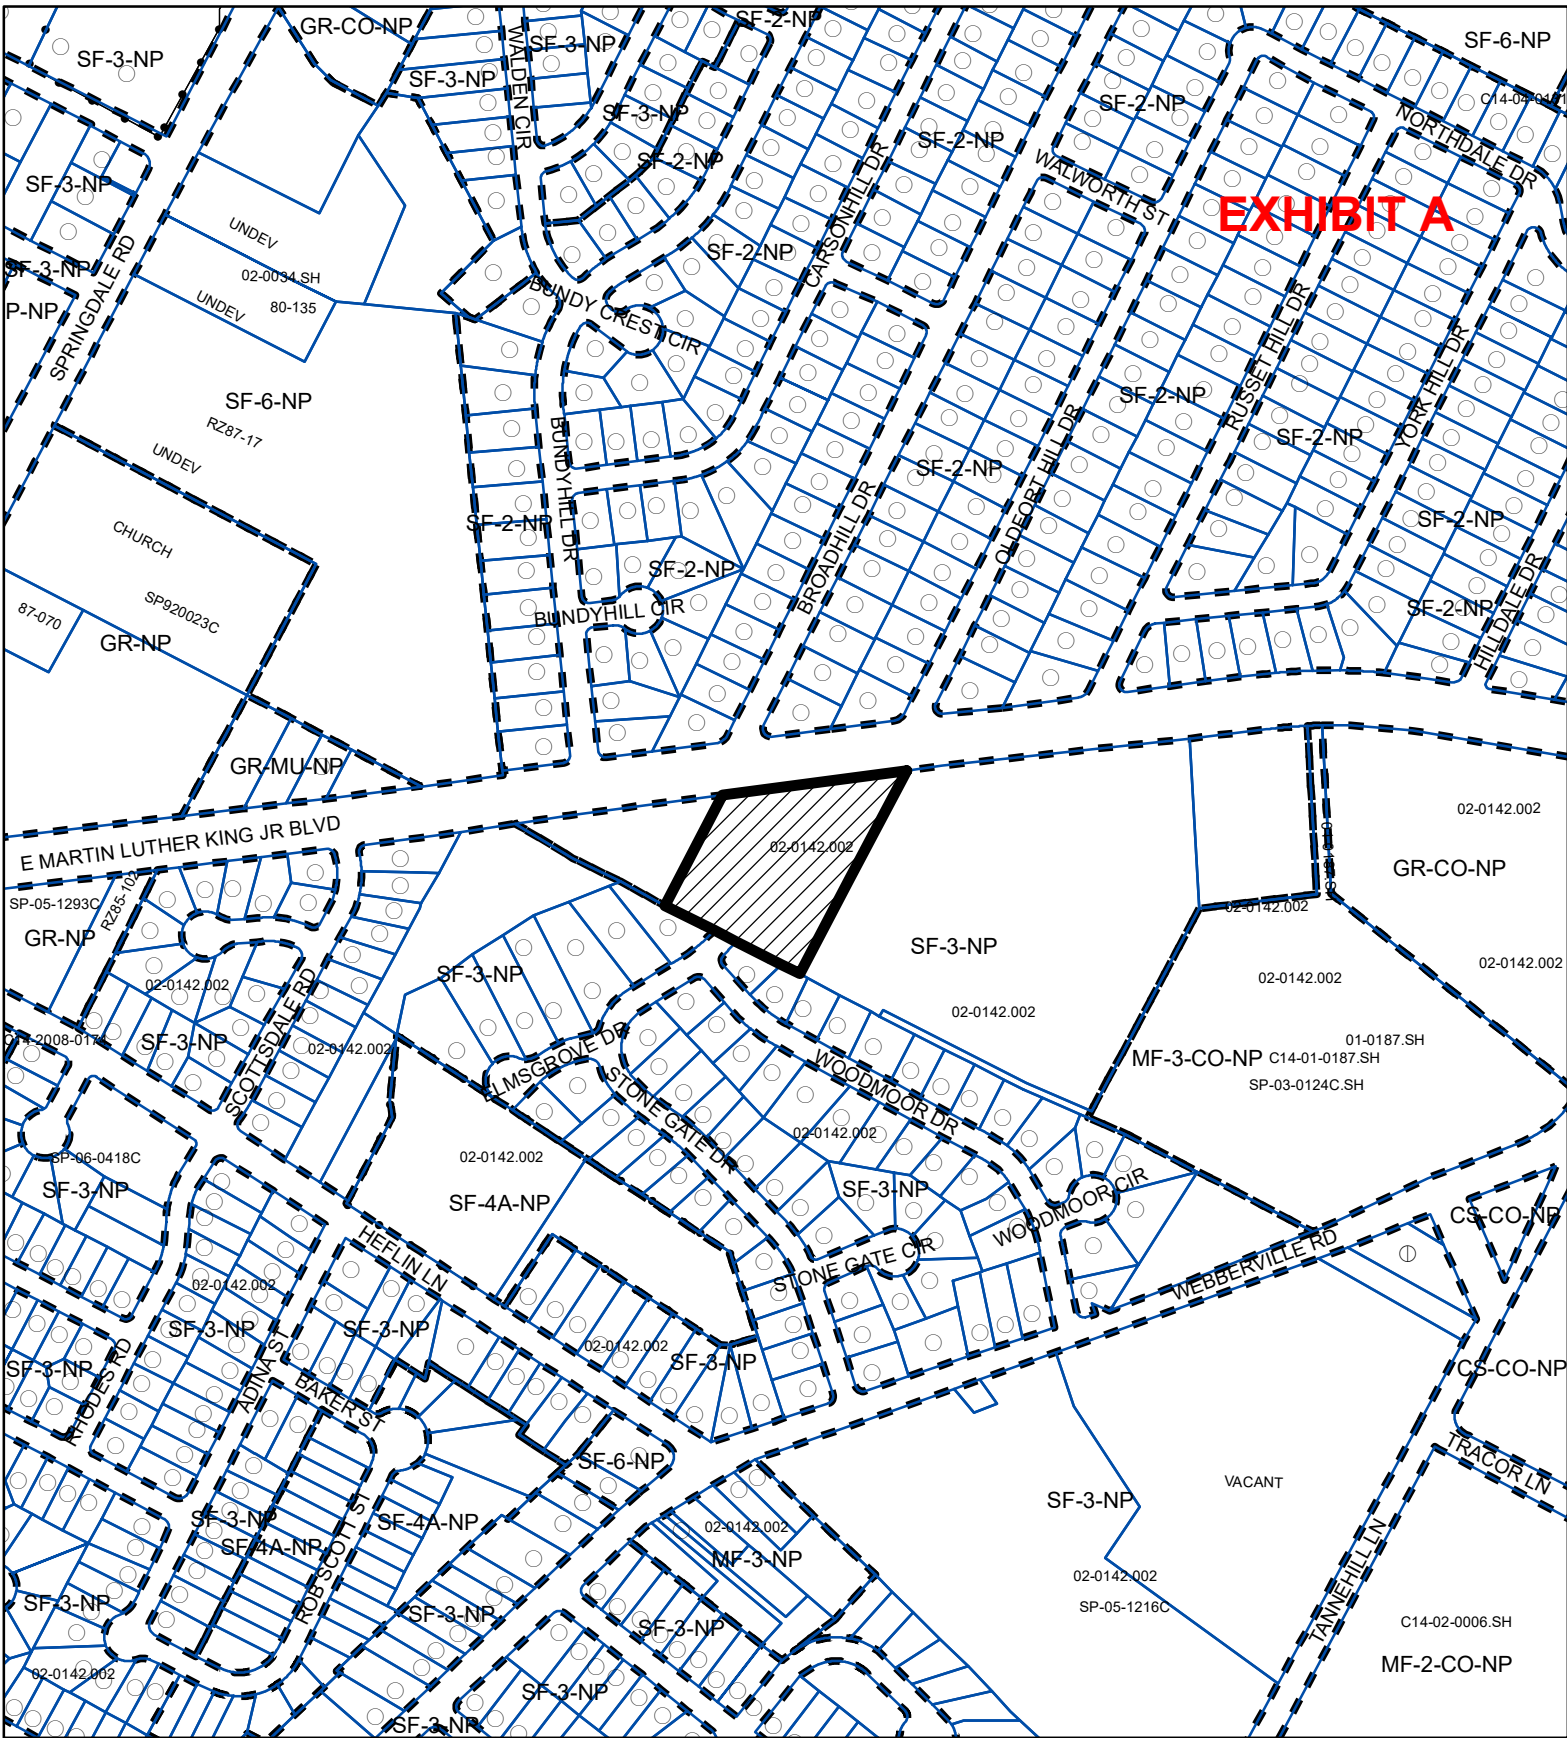 SF-2-NP
GR-CO-NP
SF-6-NP
SF-3-NP
WALDEN CIR
SF-3-NP
SF-3-NP
SF-2-NP
SF-3-NP
NORTHDALE DR
SF-2-NP
SF-2-NP
WALWORTH ST
SF-3-NP
EXHIBIT A
CARSONHILL DR
UNDEV
SF-2-NP
SF-3-NP
02-0034.SH
SPRINGDALE RD
UNDEV
80-135
P-NP
BUNDY CREST CIR
RUSSET HILL DR
YORK HILL DR
SF-6-NP
SF-2-NP
RZ87-17
SF-2-NP
UNDEV
BUNDYHILL DR
OLDFORT HILL DR
SF-2-NP
SF-2-NP
SF-2-NP
CHURCH
BROADHILL DR
SF-2-NP
SP920023C
BUNDYHILL CIR
SF-2-NP
HILLDALE DR
87-070
GR-NP
GR-MU-NP
E MARTIN LUTHER KING JR BLVD
02-0142.002
02-0142.002
GR-CO-NP
SP-05-1293C
RZ85-102
02-0142.002
GR-NP
SF-3-NP
02-0142.002
SF-3-NP
02-0142.002
02-0142.002
SCOTTSDALE RD
02-0142.002
SF-3-NP
02-0142.002
ELMSGROVE DR
01-0187.SH
MF-3-CO-NP
C14-01-0187.SH
SP-03-0124C.SH
STONE GATE DR
WOODMOOR DR
02-0142.002
SP-06-0418C
02-0142.002
SF-3-NP
SF-4A-NP
SF-3-NP
WOODMOOR CIR
CS-CO-NP
HEFLIN LN
STONE GATE CIR
WEBBERVILLE RD
02-0142.002
SF-3-NP
SF-3-NP
02-0142.002
SF-3-NP
SF-3-NP
CS-CO-NP
RHODES RD
ADINA ST
BAKER ST
SF-6-NP
TRACOR LN
VACANT
SF-3-NP
SF-3-NP
SF-4A-NP
SF-4A-NP
ROB SCOTT ST
02-0142.002
MF-3-NP
02-0142.002
SP-05-1216C
TANNEHILL LN
SF-3-NP
SF-3-NP
SF-3-NP
C14-02-0006.SH
MF-2-CO-NP
02-0142.002
SF-3-NP
SF-3-NP